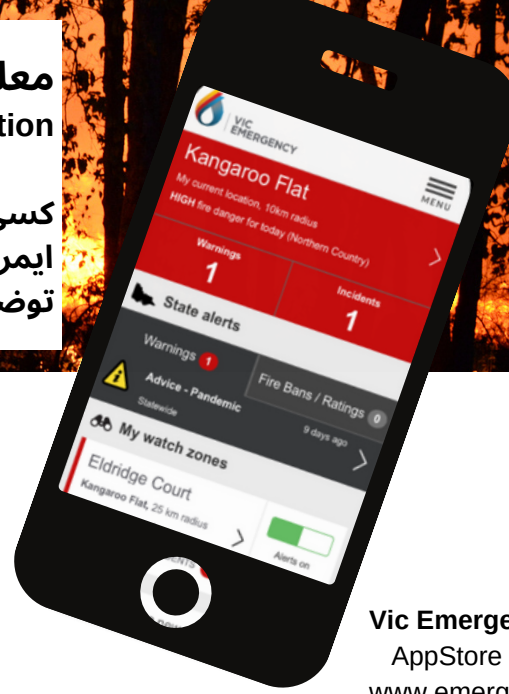 معل
tion
کسی
ایمر
توض
VIC
EMERGENCY
MENU
Kangaroo Flat
My current location, 10km radius
HIGH fire danger for today (Northern Country)
Warnings
1
Incidents
1
State alerts
Warnings 1
Fire Bans / Ratings 0
Advice - Pandemic
Statewide
9 days ago
My watch zones
Eldridge Court
Kangaroo Flat, 25 km radius
Alerts on
Vic Emerge
AppStore
www.emerg